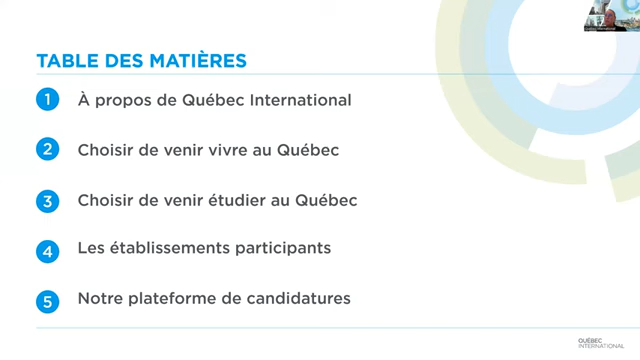 TABLE DES MATIÈRES
1 À propos de Québec International
2 Choisir de venir vivre au Québec
3 Choisir de venir étudier au Québec
4 Les établissements participants
5 Notre plateforme de candidatures
QUÉBEC
INTERNATIONAL